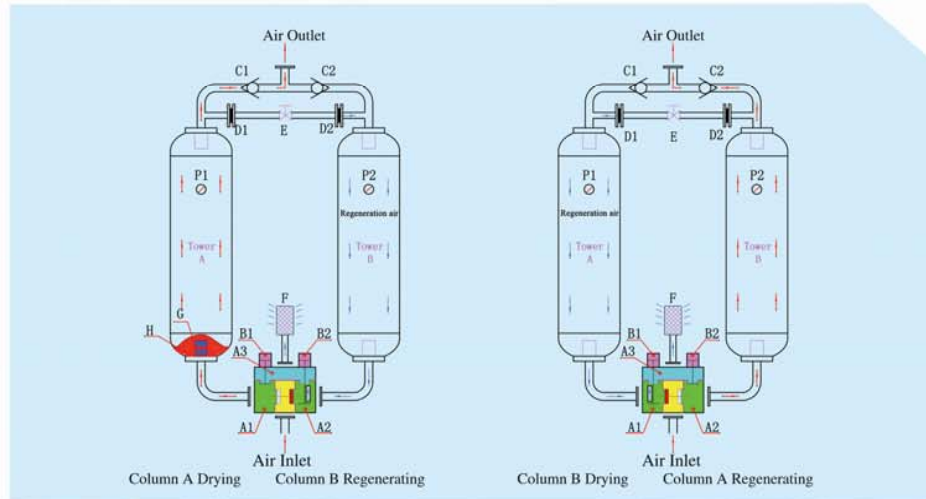 Air Outlet
C1
C2
D1
E
D2
P1
P2
Regeneration air
Tower
A
Tower
B
F
G
H
B1
B2
A3
A1
A2
Air Inlet
Column A Drying
Column B Regenerating
Air Outlet
C1
C2
D1
E
D2
P1
P2
Regeneration air
Tower
A
Tower
B
F
B1
B2
A3
A1
A2
Air Inlet
Column B Drying
Column A Regenerating